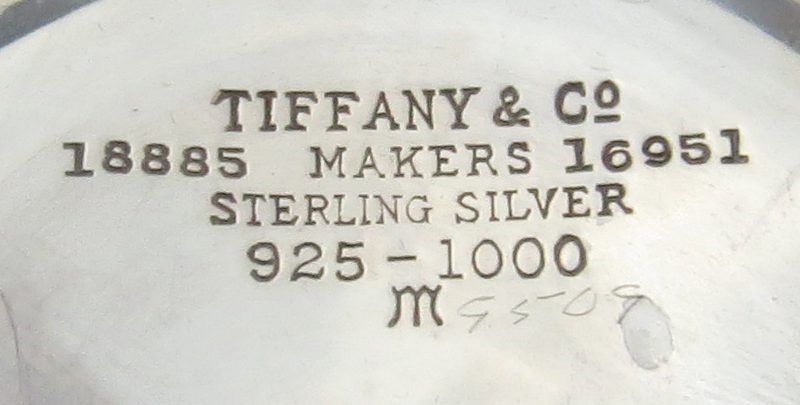 TIFFANY & Cº
18885 MAKERS 16951
STERLING SILVER
925-1000
m